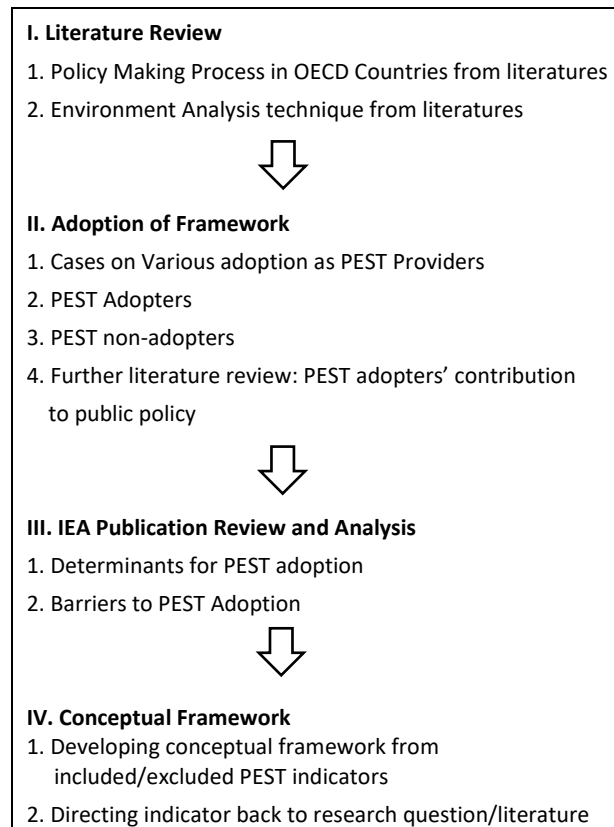 I. Literature Review
1. Policy Making Process in OECD Countries from literatures
2. Environment Analysis technique from literatures
II. Adoption of Framework
1. Cases on Various adoption as PEST Providers
2. PEST Adopters
3. PEST non-adopters
4. Further literature review: PEST adopters’ contribution
to public policy
III. IEA Publication Review and Analysis
1. Determinants for PEST adoption
2. Barriers to PEST Adoption
IV. Conceptual Framework
1. Developing conceptual framework from
included/excluded PEST indicators
2. Directing indicator back to research question/literature